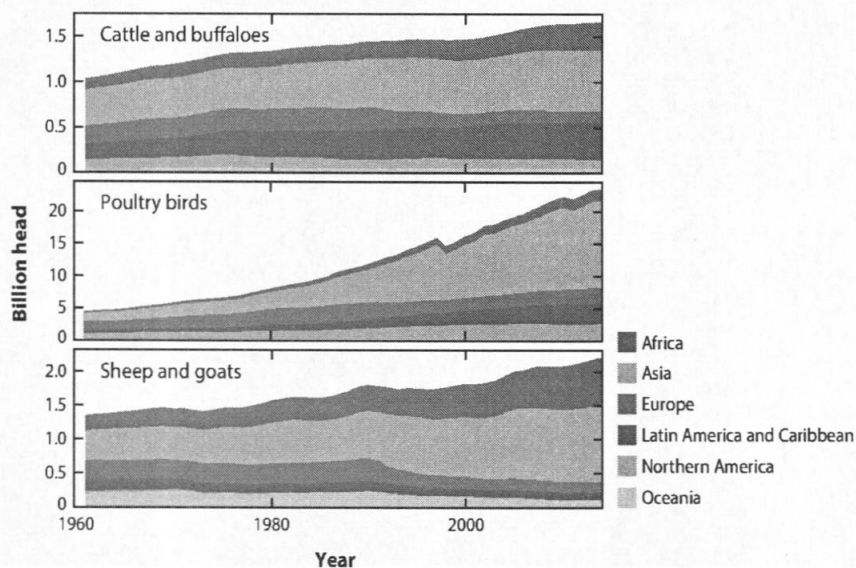 Cattle and buffaloes
1.5
1.0
0.5
0
Poultry birds
20
15
10
5
0
Sheep and goats
2.0
1.5
1.0
0.5
0
1960
1980
2000
Year
Billion head
Africa
Asia
Europe
Latin America and Caribbean
Northern America
Oceania